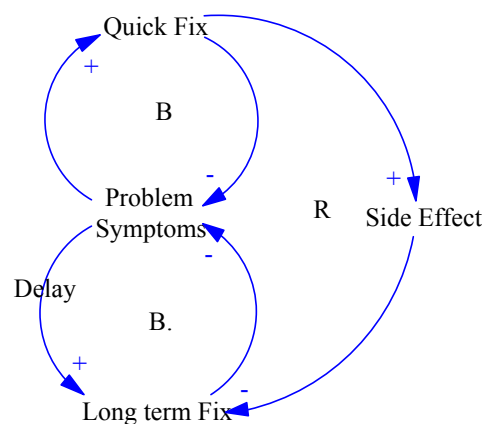 Quick Fix
+
B
-
+
Problem
Symptoms
R
Side Effect
-
Delay
B.
+
-
Long term Fix